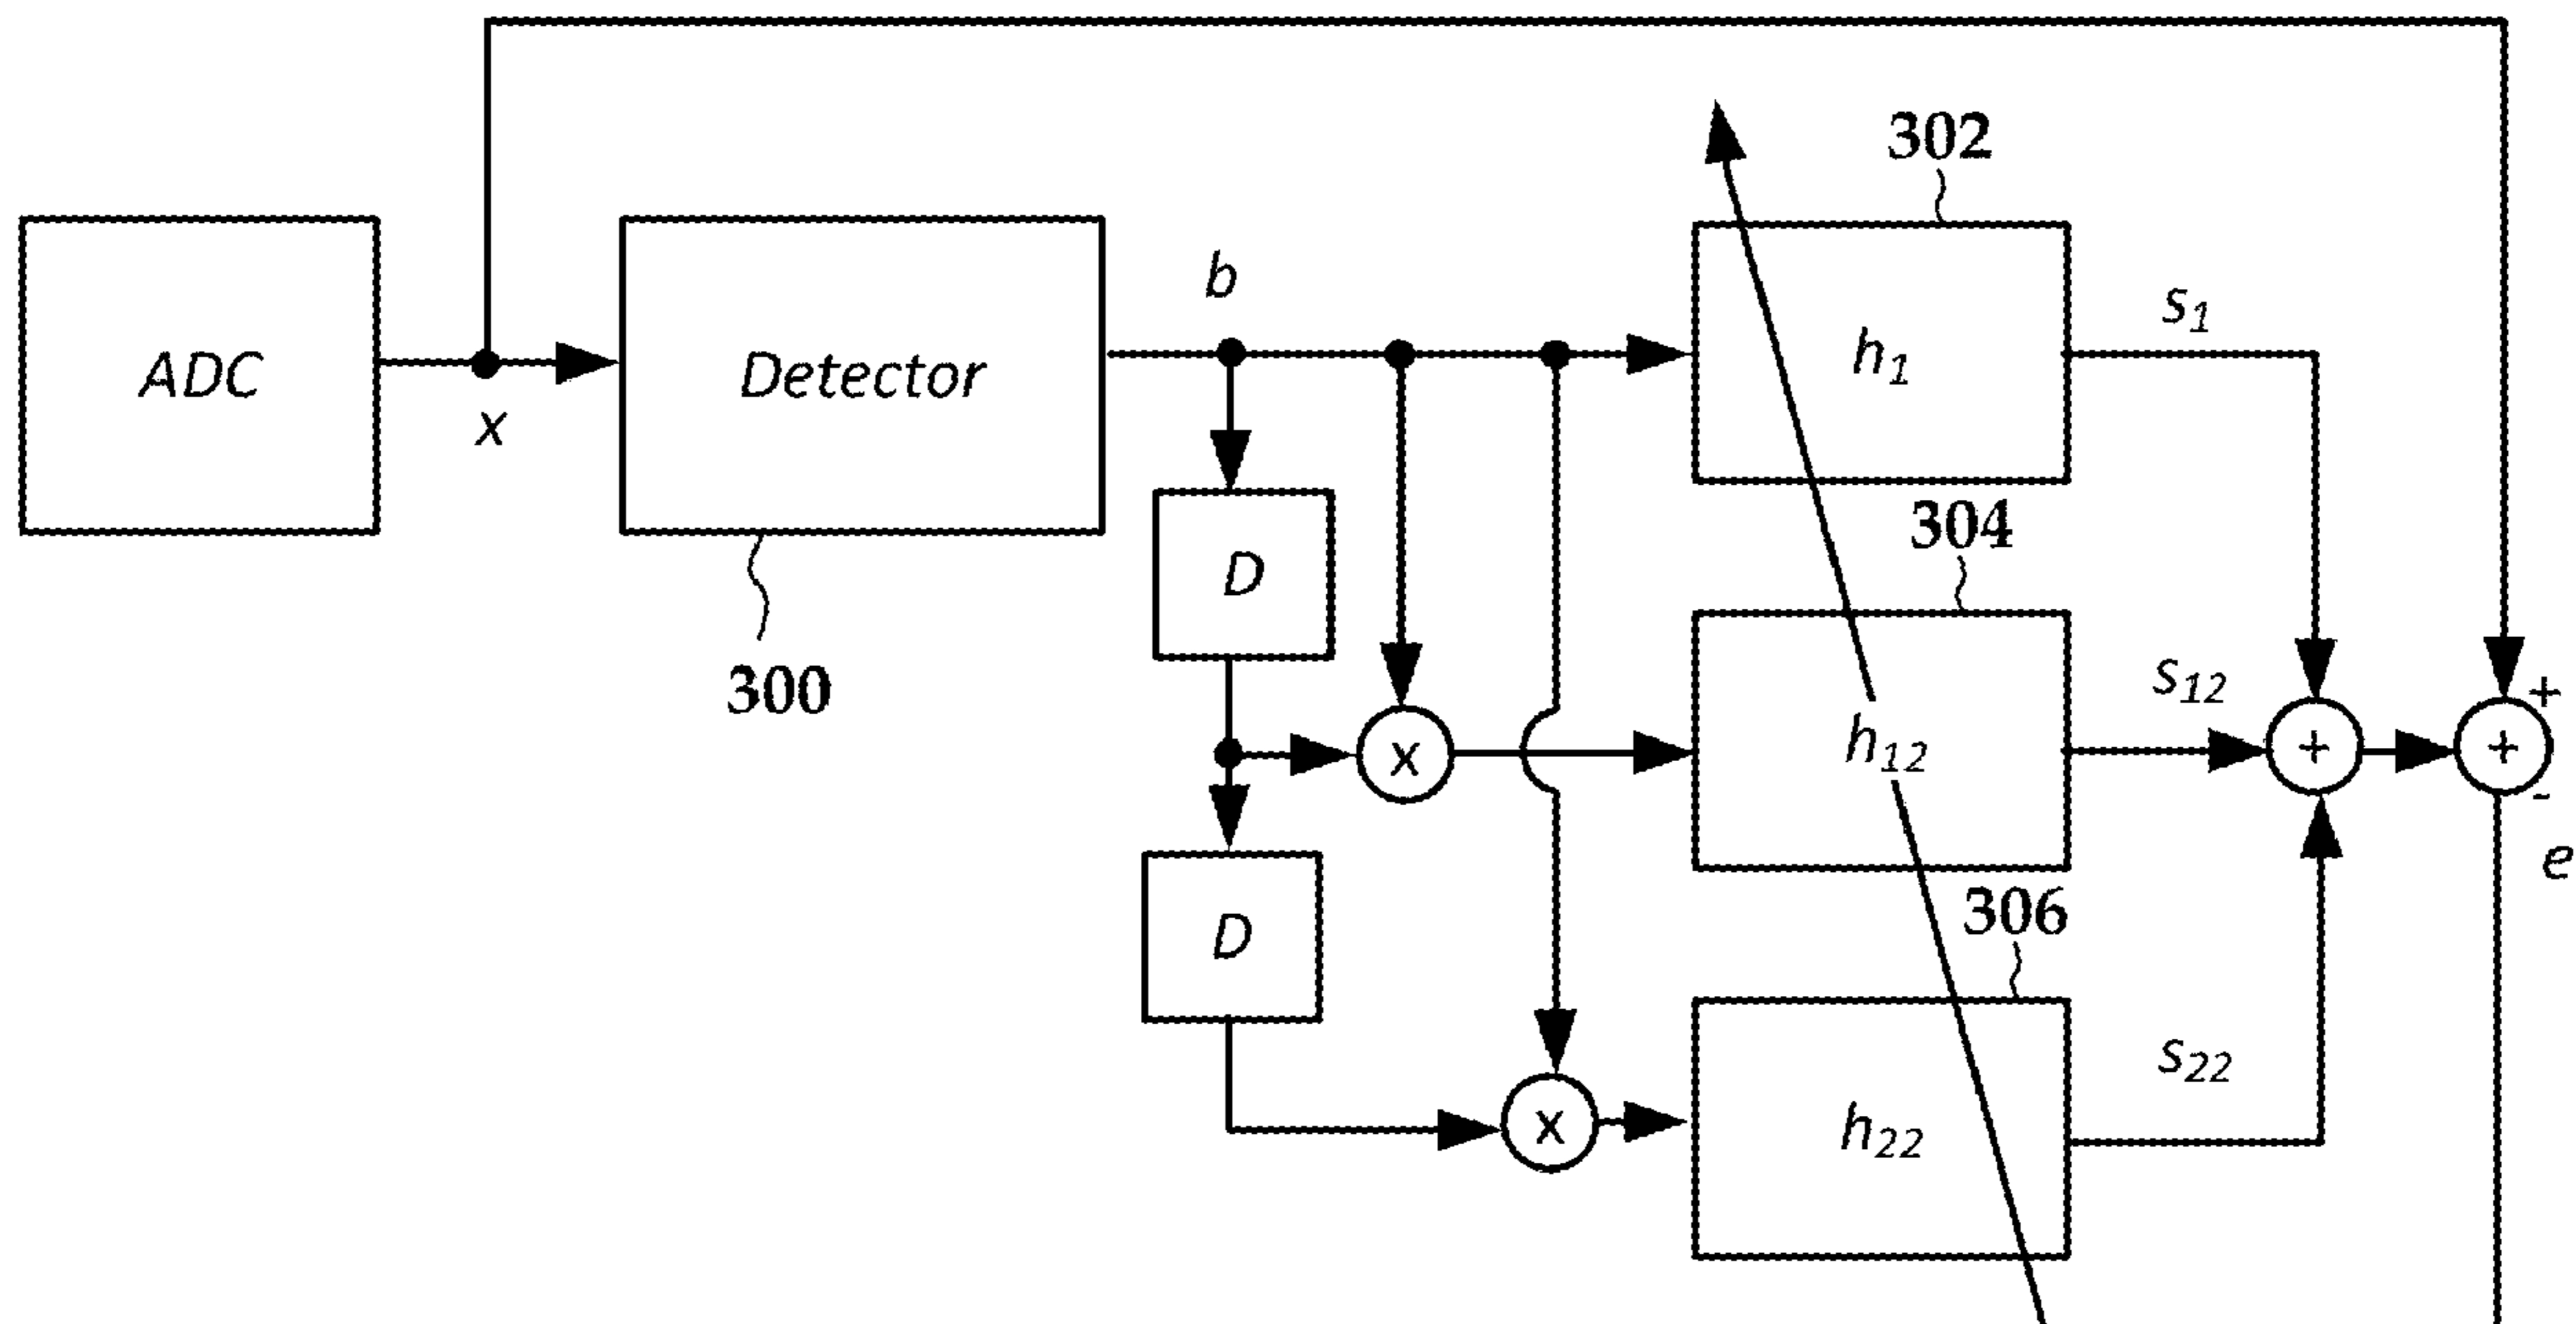 302
b
s1
ADC
Detector
h1
x
304
D
300
s12
+
x
h12
+
+
-
e
306
D
s22
x
h22